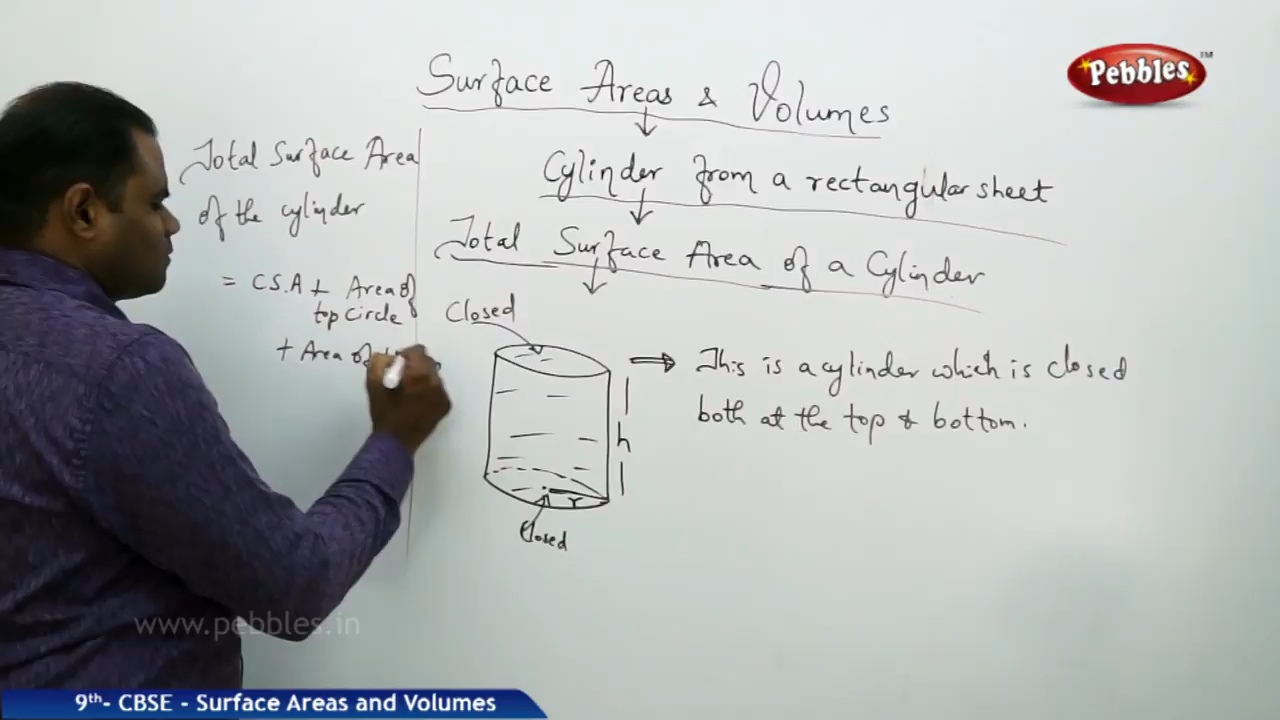 Surface Areas & Volumes
Pebbles™
Cylinder from a rectangular sheet
Total Surface Area of a Cylinder
Total Surface Area
of the cylinder
= C.S.A + Area of
top Circle
+ Area of
Closed
h
r
Closed
This is a cylinder which is closed
both at the top & bottom.
www.pebbles.in
9th- CBSE - Surface Areas and Volumes